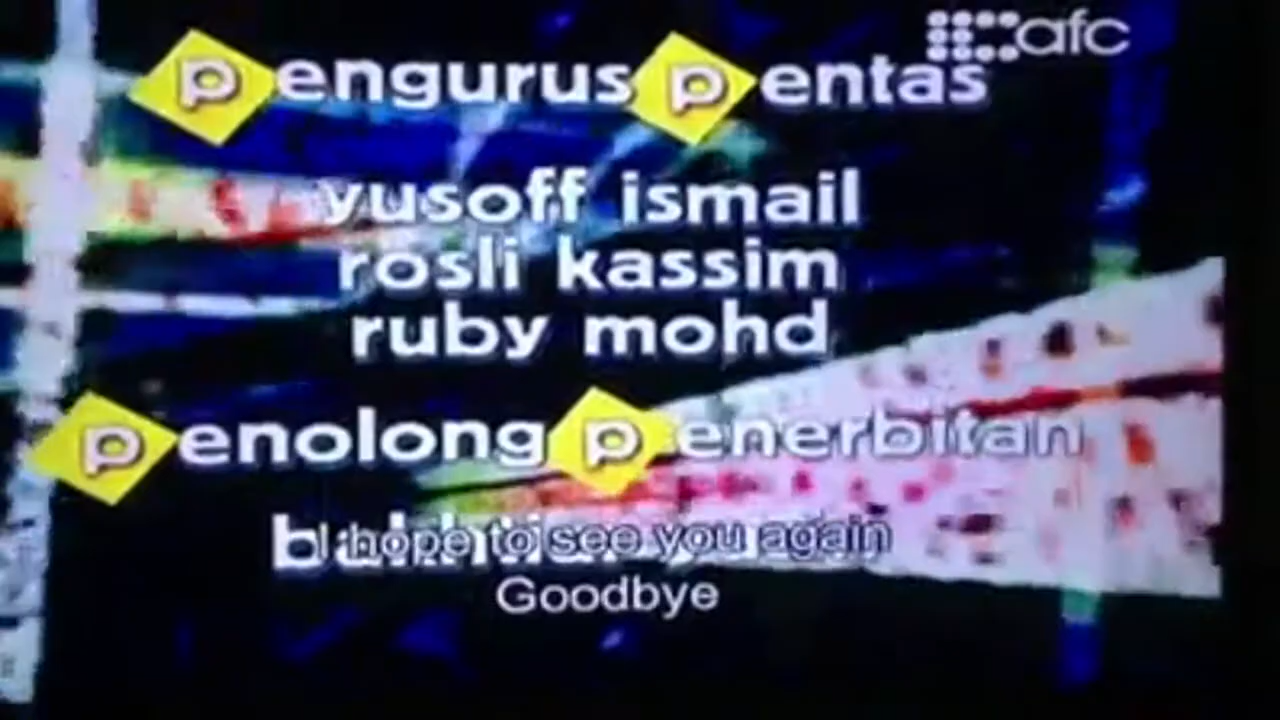 afc
pengurus pentas
yusoff ismail
rosli kassim
ruby mohd
penolong penerbitan
I hope to see you again
Goodbye